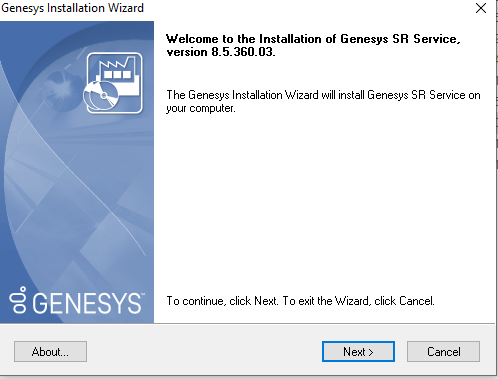 Genesys Installation Wizard
Welcome to the Installation of Genesys SR Service,
version 8.5.360.03.
The Genesys Installation Wizard will install Genesys SR Service on
your computer.
GENESYS™
To continue, click Next. To exit the Wizard, click Cancel.
About...
Next >
Cancel